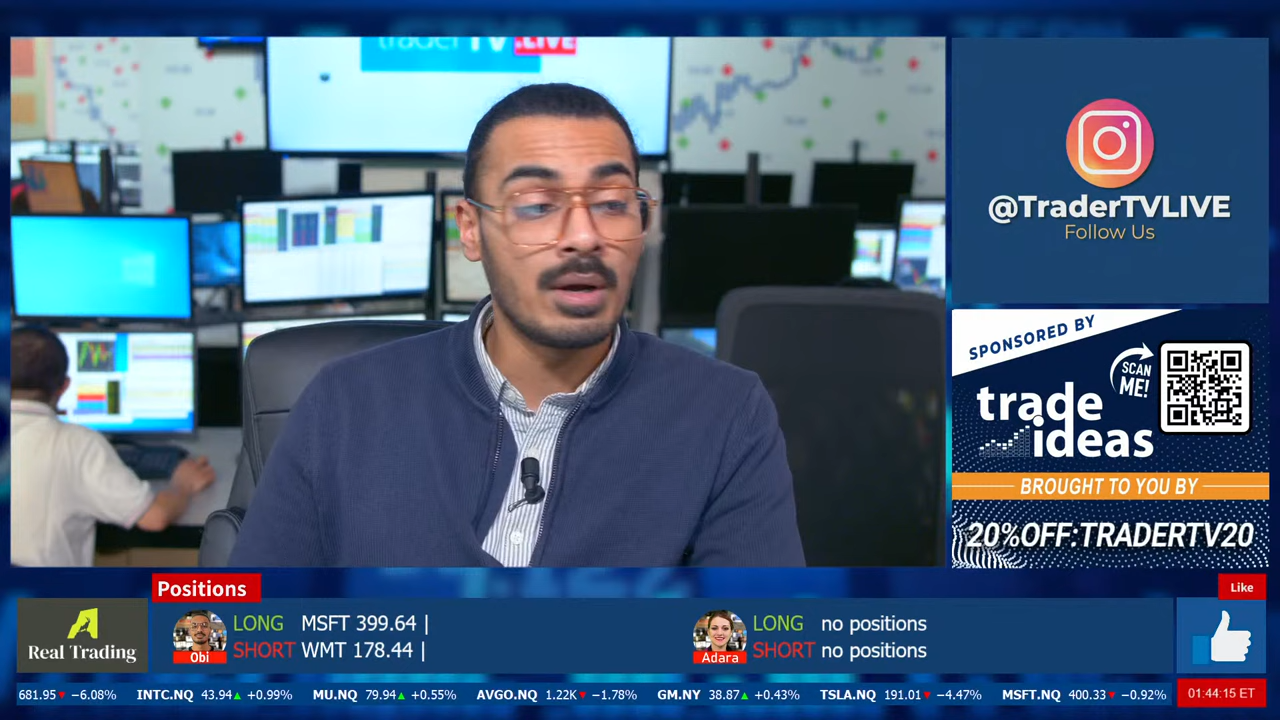 traderTV.LIVE
@TraderTVLIVE
Follow Us
SPONSORED BY
SCAN
ME!
trade
ideas
BROUGHT TO YOU BY
20%OFF:TRADERTV20
Positions
Like
Real Trading
Obi
LONG MSFT 399.64 |
SHORT WMT 178.44 |
Adara
LONG no positions
SHORT no positions
681.95 −6.08% INTC.NQ 43.94 +0.99% MU.NQ 79.94 +0.55% AVGO.NQ 1.22K −1.78% GM.NY 38.87 +0.43% TSLA.NQ 191.01 −4.47% MSFT.NQ 400.33 −0.92%
01:44:15 ET